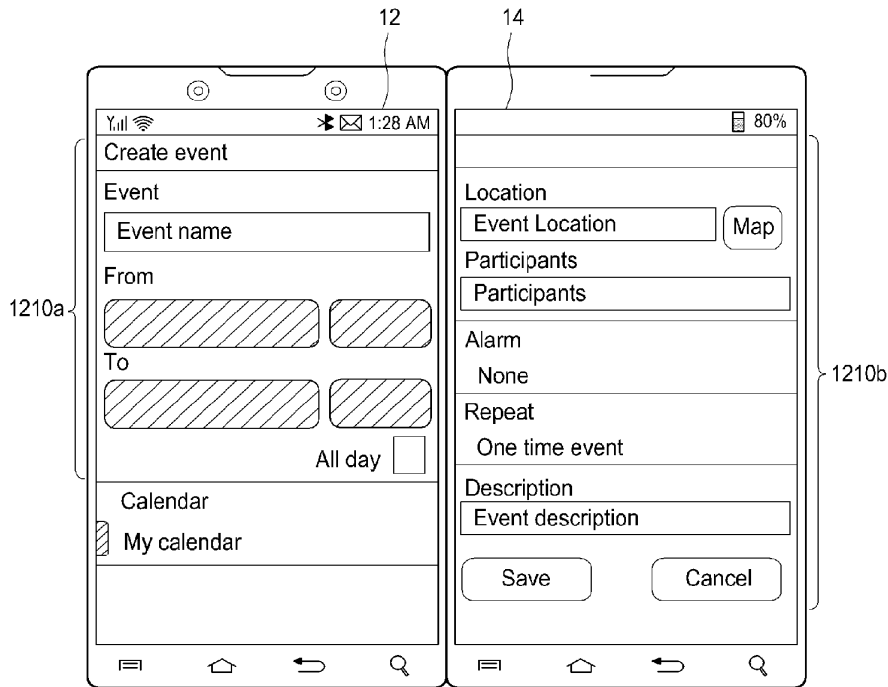 12
14
1:28 AM
80%
Create event
Event
Event name
From
To
All day
Calendar
My calendar
1210a
Location
Event Location
Map
Participants
Participants
Alarm
None
Repeat
One time event
Description
Event description
Save
Cancel
1210b